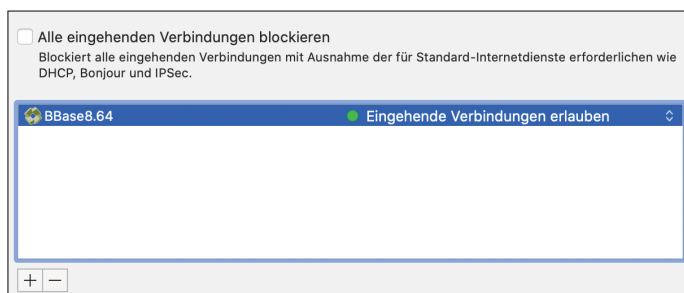 Alle eingehenden Verbindungen blockieren
Blockiert alle eingehenden Verbindungen mit Ausnahme der für Standard-Internetdienste erforderlichen wie
DHCP, Bonjour und IPSec.
BBase8.64 Eingehende Verbindungen erlauben
+ −